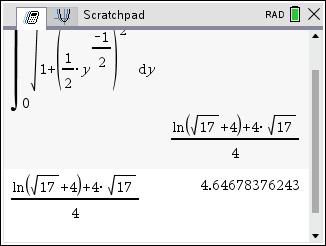 Scratchpad RAD
∫₀ √(1+(1/2·y^(-1/2))²) dy
(ln(√17+4)+4·√17)/4
(ln(√17+4)+4·√17)/4 4.64678376243